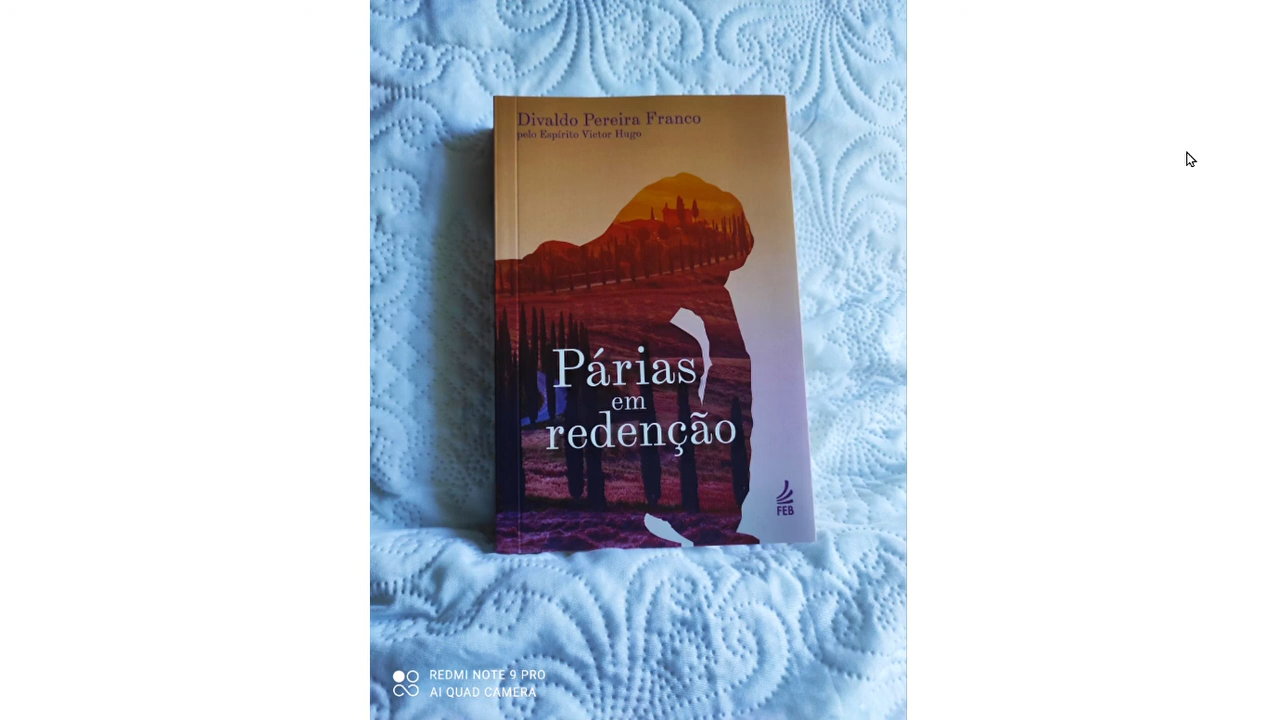 Divaldo Pereira Franco
pelo Espírito Victor Hugo
Párias
em
redenção
FEB
REDMI NOTE 9 PRO
AI QUAD CAMERA